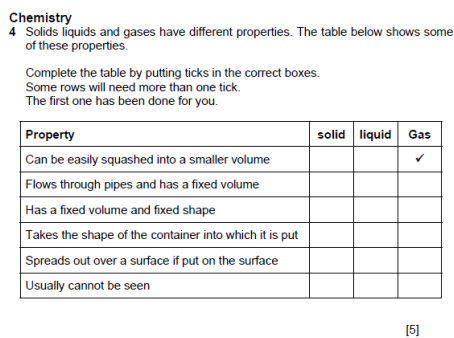 Chemistry
4 Solids liquids and gases have different properties. The table below shows some
of these properties.
Complete the table by putting ticks in the correct boxes.
Some rows will need more than one tick.
The first one has been done for you.
Property solid liquid Gas
Can be easily squashed into a smaller volume ✓
Flows through pipes and has a fixed volume
Has a fixed volume and fixed shape
Takes the shape of the container into which it is put
Spreads out over a surface if put on the surface
Usually cannot be seen
[5]